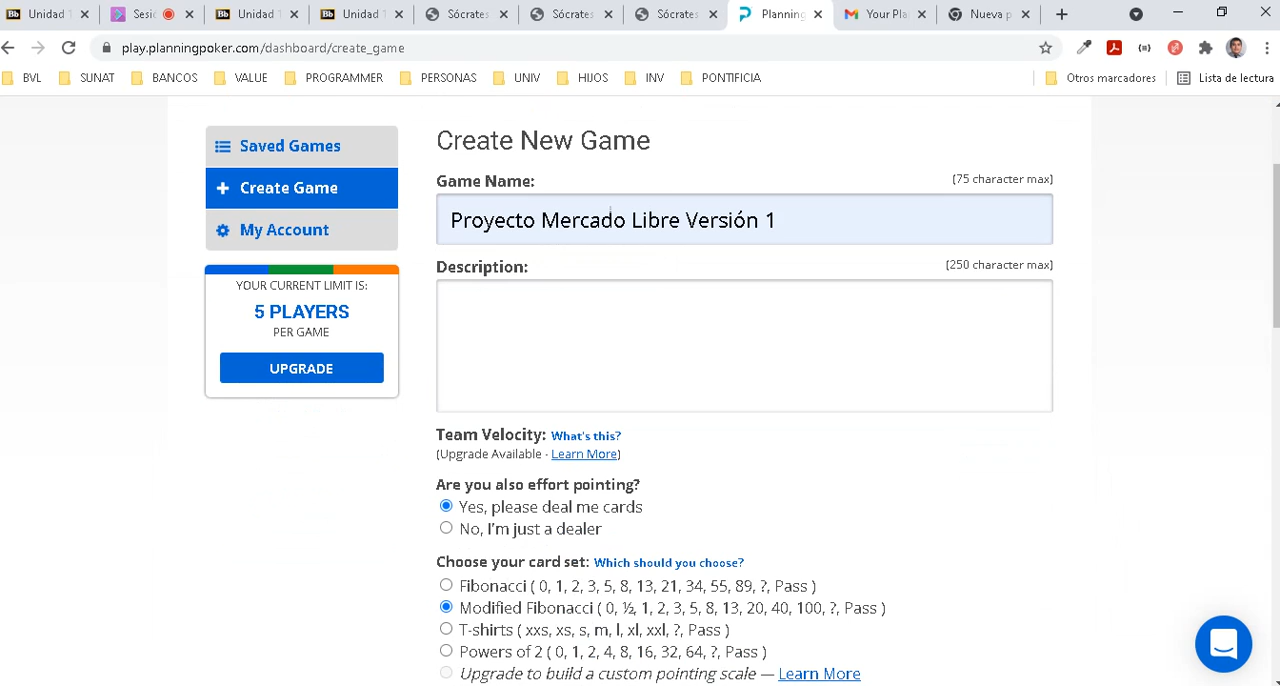 Unidad 1
Sesió
Unidad 1
Unidad 1
Sócrates
Sócrates
Sócrates
Planning
Your Pla
Nueva p
play.planningpoker.com/dashboard/create_game
BVL
SUNAT
BANCOS
VALUE
PROGRAMMER
PERSONAS
UNIV
HIJOS
INV
PONTIFICIA
Otros marcadores
Lista de lectura
Saved Games
Create Game
My Account
YOUR CURRENT LIMIT IS:
5 PLAYERS
PER GAME
UPGRADE
Create New Game
Game Name: (75 character max)
Proyecto Mercado Libre Versión 1
Description: (250 character max)
Team Velocity: What's this?
(Upgrade Available - Learn More)
Are you also effort pointing?
Yes, please deal me cards
No, I'm just a dealer
Choose your card set: Which should you choose?
Fibonacci ( 0, 1, 2, 3, 5, 8, 13, 21, 34, 55, 89, ?, Pass )
Modified Fibonacci ( 0, ½, 1, 2, 3, 5, 8, 13, 20, 40, 100, ?, Pass )
T-shirts ( xxs, xs, s, m, l, xl, xxl, ?, Pass )
Powers of 2 ( 0, 1, 2, 4, 8, 16, 32, 64, ?, Pass )
Upgrade to build a custom pointing scale — Learn More